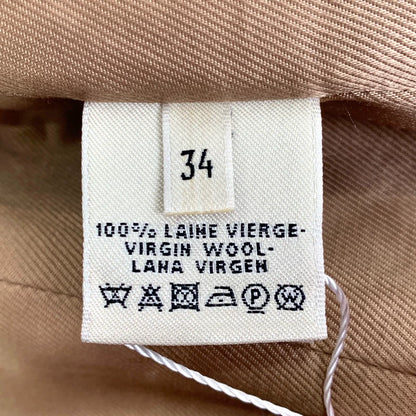 34
100% LAINE VIERGE-
VIRGIN WOOL-
LANA VIRGEN
P W